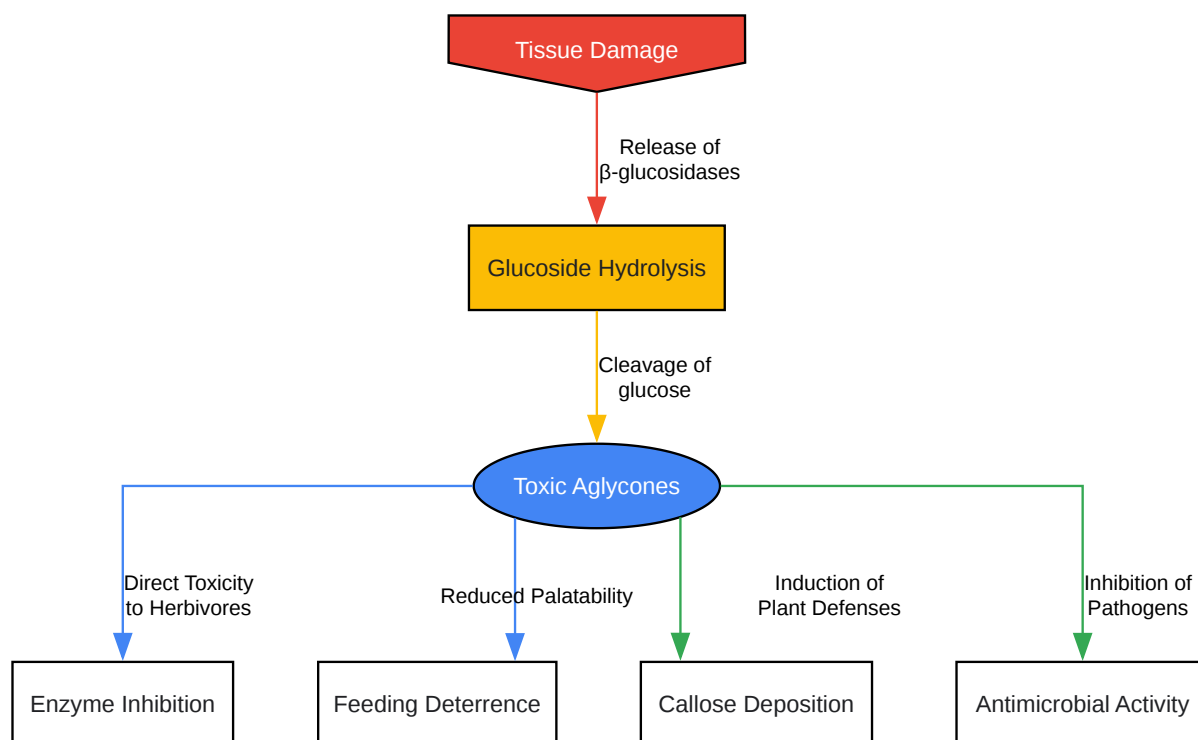 Tissue Damage
Release of
β-glucosidases
Glucoside Hydrolysis
Cleavage of
glucose
Toxic Aglycones
Direct Toxicity
to Herbivores
Reduced Palatability
Induction of
Plant Defenses
Inhibition of
Pathogens
Enzyme Inhibition
Feeding Deterrence
Callose Deposition
Antimicrobial Activity